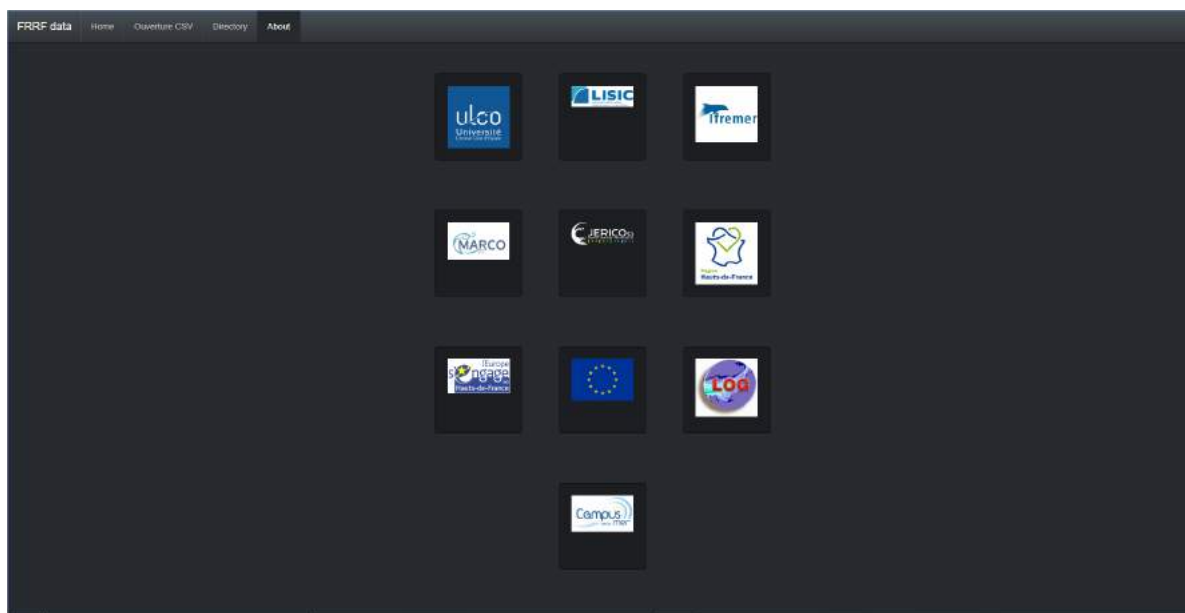 FRRF data Home Ouverture CSV Directory About
ulco
Université
LISIC
Ifremer
MARCO
JERICO S3
Région
Hauts-de-France
l'Europe
s'engage
Hauts-de-France
LOG
Campus
mer